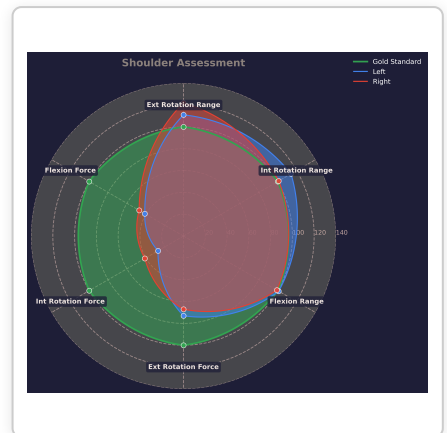 Shoulder Assessment
Gold Standard
Left
Right
Ext Rotation Range
Flexion Force
Int Rotation Range
100 120 140
Int Rotation Force
Flexion Range
Ext Rotation Force